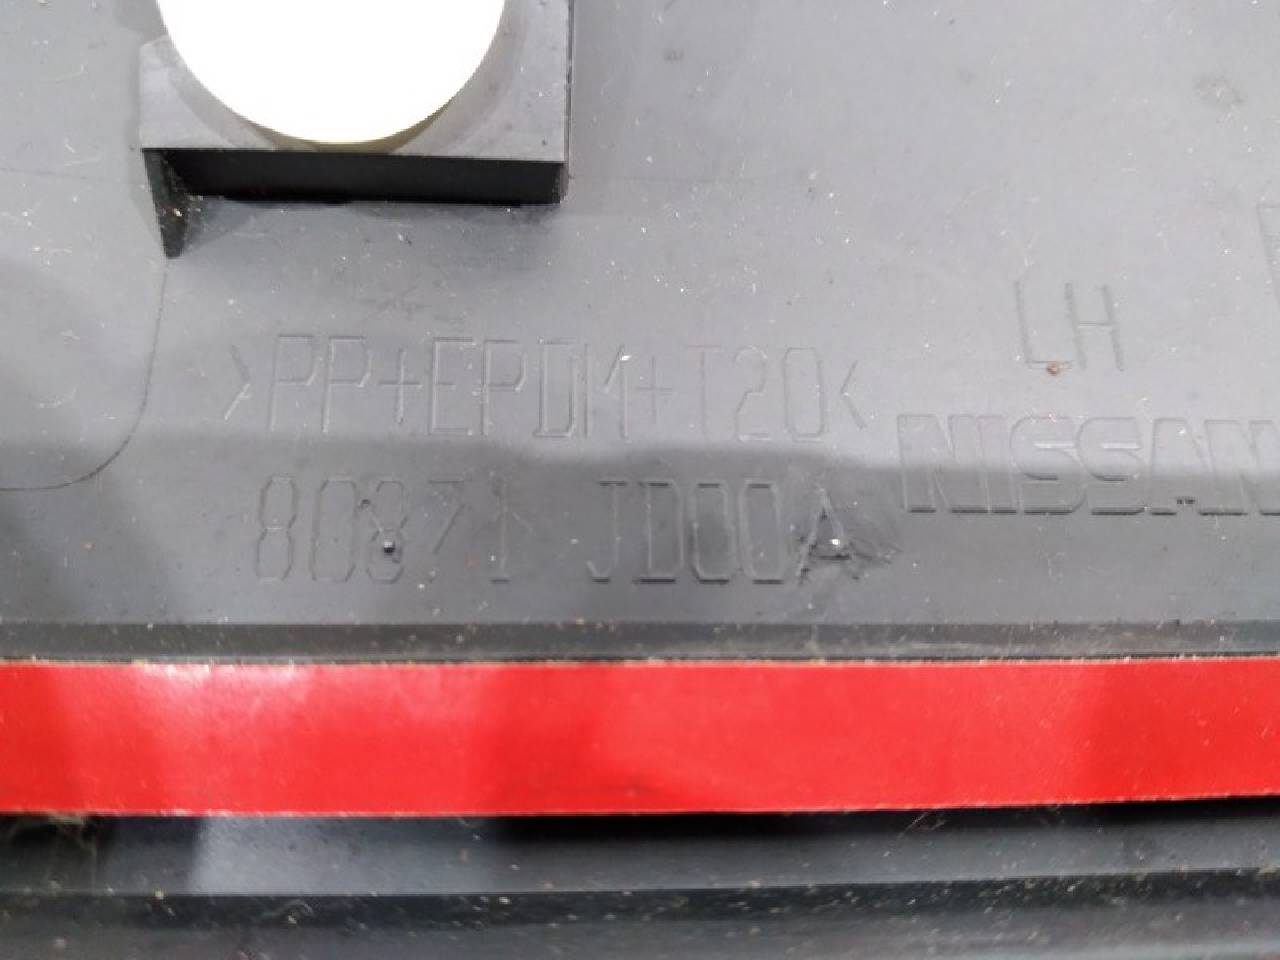 LH
>PP+EPDM+T20<
NISSAN
80871 JD00A